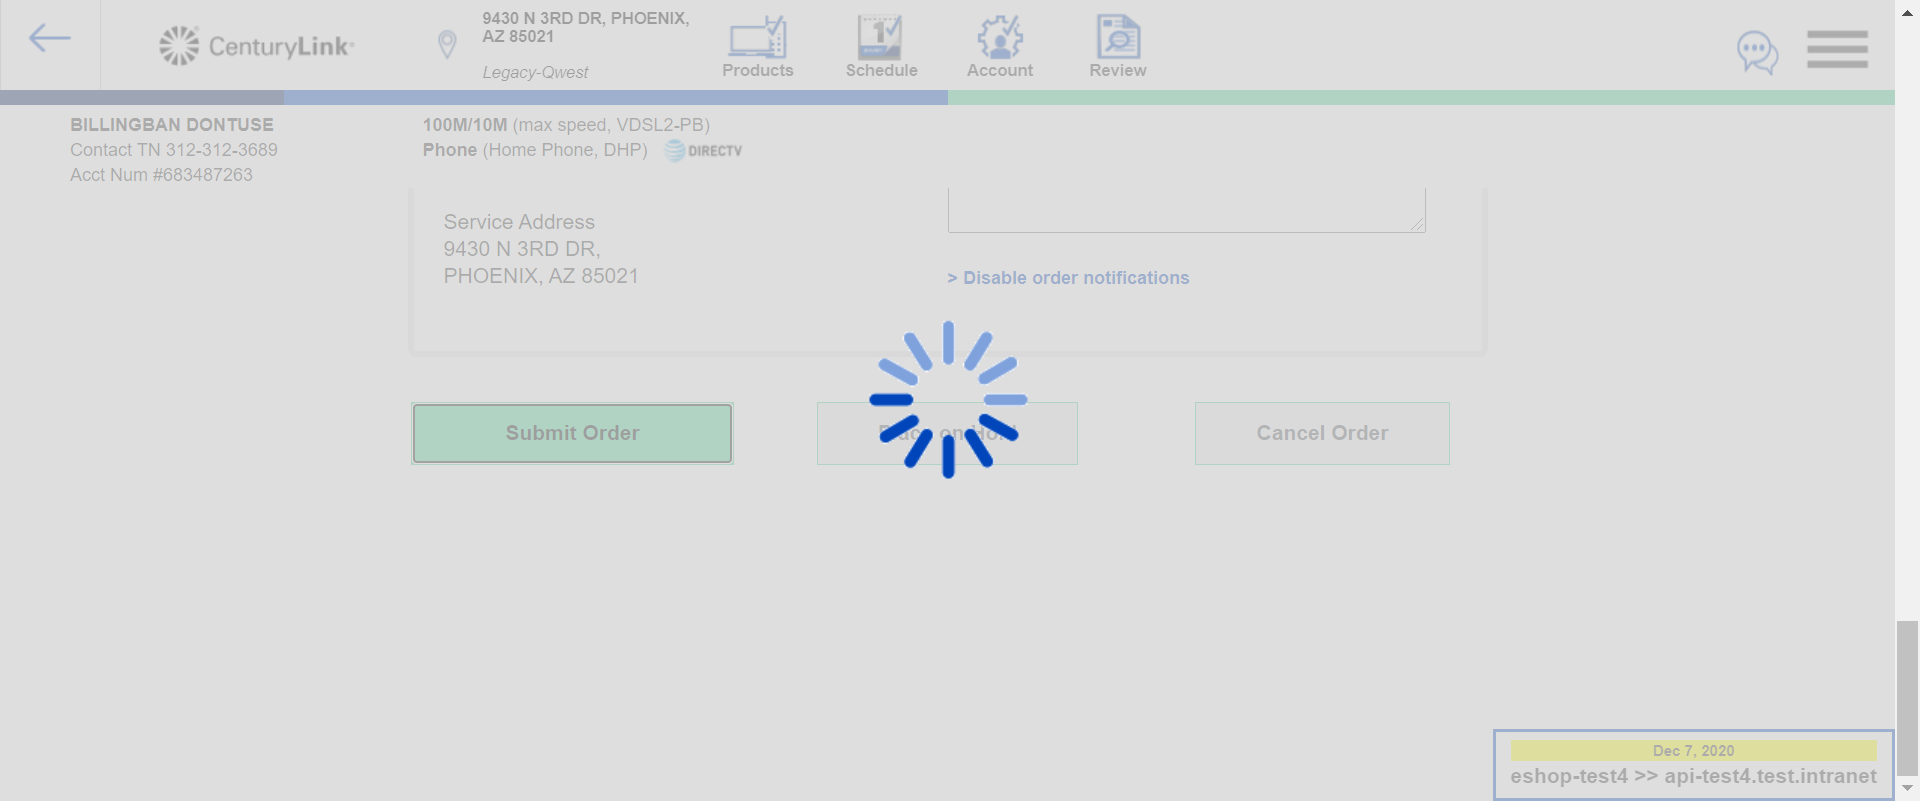 CenturyLink®
9430 N 3RD DR, PHOENIX,
AZ 85021
Legacy-Qwest
Products
1
Schedule
Account
Review
BILLINGBAN DONTUSE
Contact TN 312-312-3689
Acct Num #683487263
100M/10M (max speed, VDSL2-PB)
Phone (Home Phone, DHP) DIRECTV
Service Address
9430 N 3RD DR,
PHOENIX, AZ 85021
> Disable order notifications
Submit Order
on
Cancel Order
Dec 7, 2020
eshop-test4 >> api-test4.test.intranet